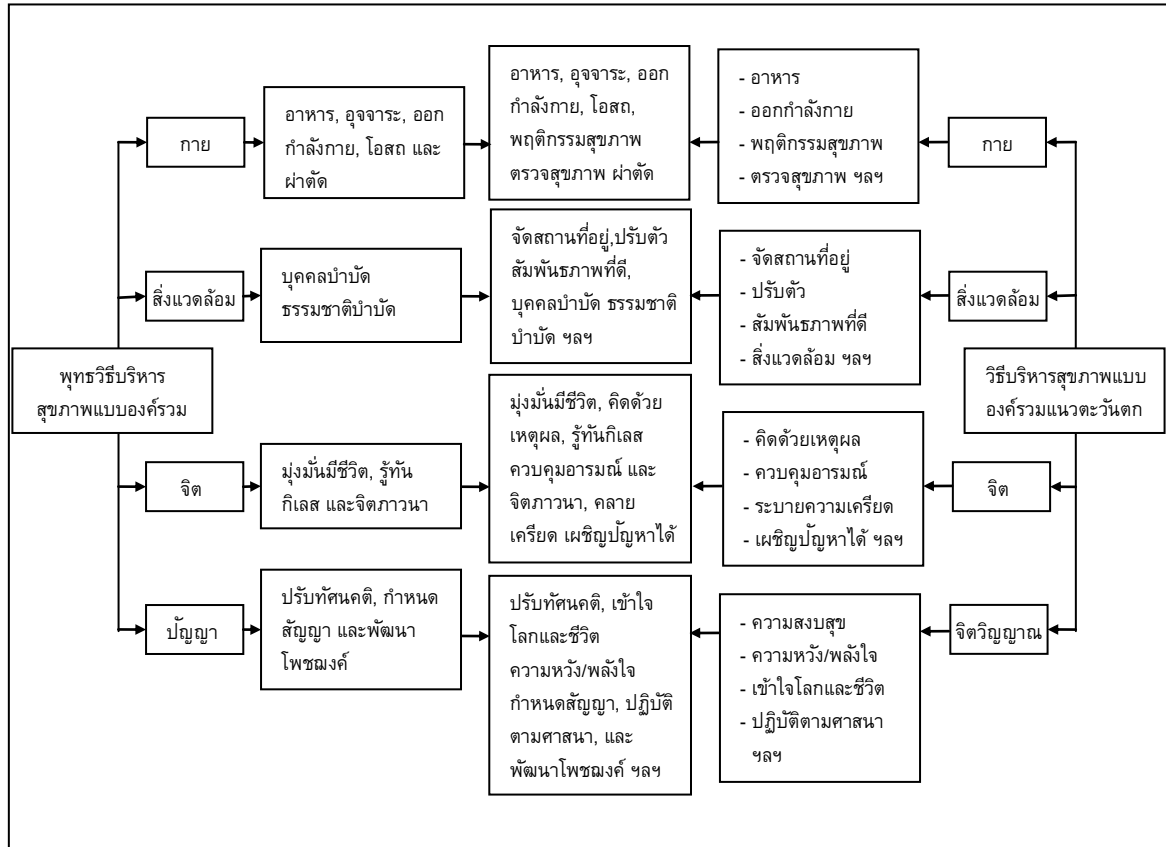 กาย
อาหาร, อุจจาระ, ออก
กำลังกาย, โอสถ และ
ผ่าตัด
อาหาร, อุจจาระ, ออก
กำลังกาย, โอสถ,
พฤติกรรมสุขภาพ
ตรวจสุขภาพ ผ่าตัด
- อาหาร
- ออกกำลังกาย
- พฤติกรรมสุขภาพ
- ตรวจสุขภาพ ฯลฯ
กาย
สิ่งแวดล้อม
บุคคลบำบัด
ธรรมชาติบำบัด
จัดสถานที่อยู่,ปรับตัว
สัมพันธภาพที่ดี,
บุคคลบำบัด ธรรมชาติ
บำบัด ฯลฯ
- จัดสถานที่อยู่
- ปรับตัว
- สัมพันธภาพที่ดี
- สิ่งแวดล้อม ฯลฯ
สิ่งแวดล้อม
พุทธวิธีบริหาร
สุขภาพแบบองค์รวม
วิธีบริหารสุขภาพแบบ
องค์รวมแนวตะวันตก
จิต
มุ่งมั่นมีชีวิต, รู้ทัน
กิเลส และจิตภาวนา
มุ่งมั่นมีชีวิต, คิดด้วย
เหตุผล, รู้ทันกิเลส
ควบคุมอารมณ์ และ
จิตภาวนา, คลาย
เครียด เผชิญปัญหาได้
- คิดด้วยเหตุผล
- ควบคุมอารมณ์
- ระบายความเครียด
- เผชิญปัญหาได้ ฯลฯ
จิต
ปัญญา
ปรับทัศนคติ, กำหนด
สัญญา และพัฒนา
โพชฌงค์
ปรับทัศนคติ, เข้าใจ
โลกและชีวิต
ความหวัง/พลังใจ
กำหนดสัญญา, ปฏิบัติ
ตามศาสนา, และ
พัฒนาโพชฌงค์ ฯลฯ
- ความสงบสุข
- ความหวัง/พลังใจ
- เข้าใจโลกและชีวิต
- ปฏิบัติตามศาสนา
ฯลฯ
จิตวิญญาณ